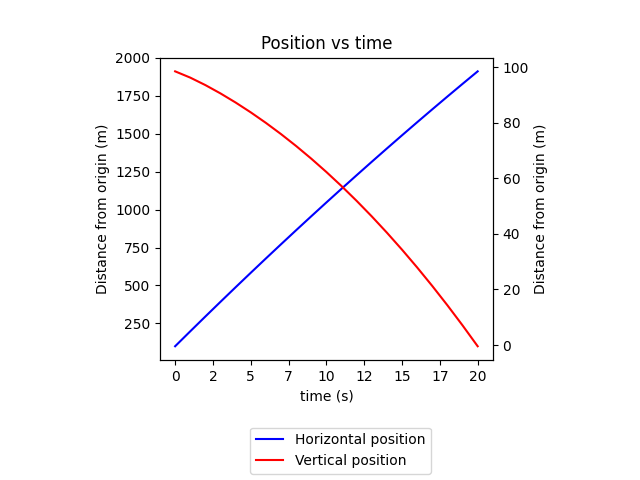 Position vs time
2000
1750
1500
1250
1000
750
500
250
Distance from origin (m)
100
80
60
40
20
0
Distance from origin (m)
0 2 5 7 10 12 15 17 20
time (s)
Horizontal position
Vertical position